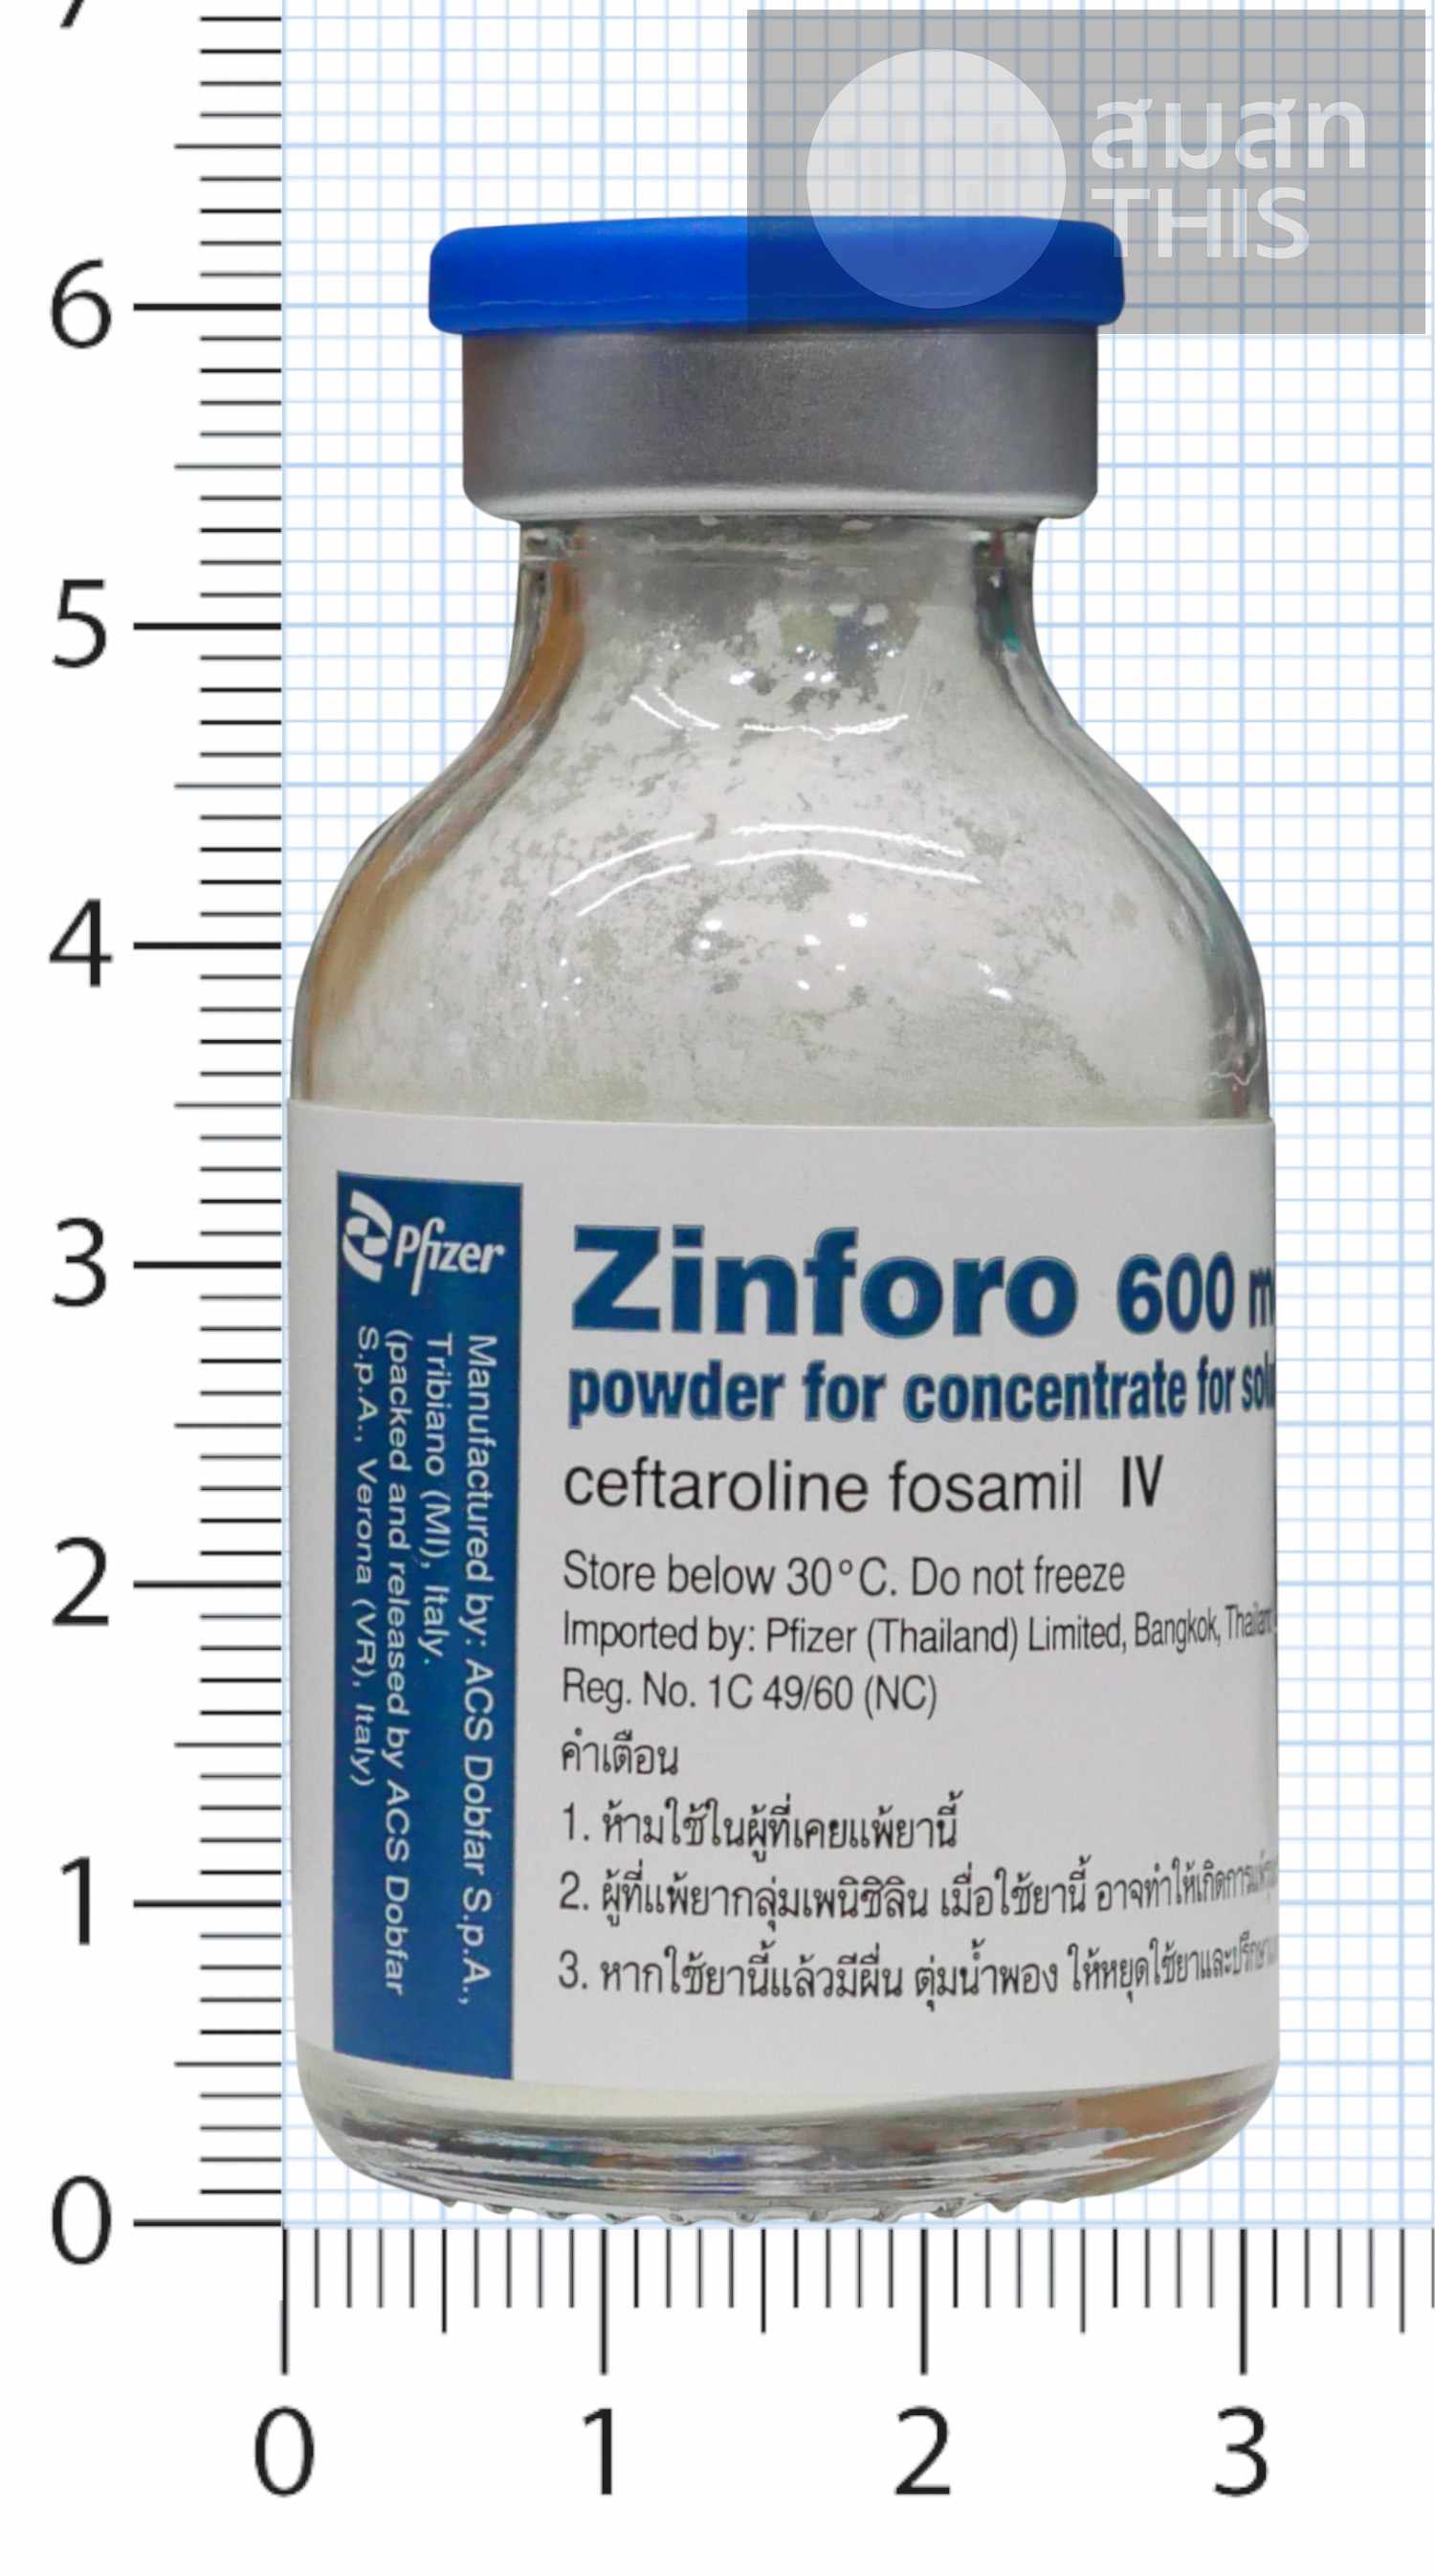 สมสก
THIS
7
6
5
4
3
2
1
0
0 1 2 3
Pfizer
Manufactured by: ACS Dobfar S.p.A.,
Tribiano (MI), Italy.
(packed and released by ACS Dobfar
S.p.A., Verona (VR), Italy)
Zinforo 600
powder for concentrate for
ceftaroline fosamil IV
Store below 30°C. Do not freeze
Imported by: Pfizer (Thailand) Limited, Bangkok,
Reg. No. 1C 49/60 (NC)
คำเตือน
1. ห้ามใช้ในผู้ที่เคยแพ้ยานี้
2. ผู้ที่แพ้ยากลุ่มเพนิซิลิน เมื่อใช้ยานี้ อาจทำให้เกิดการ
3. หากใช้ยานี้แล้วมีผื่น ตุ่มน้ำพอง ให้หยุดใช้ยาและ